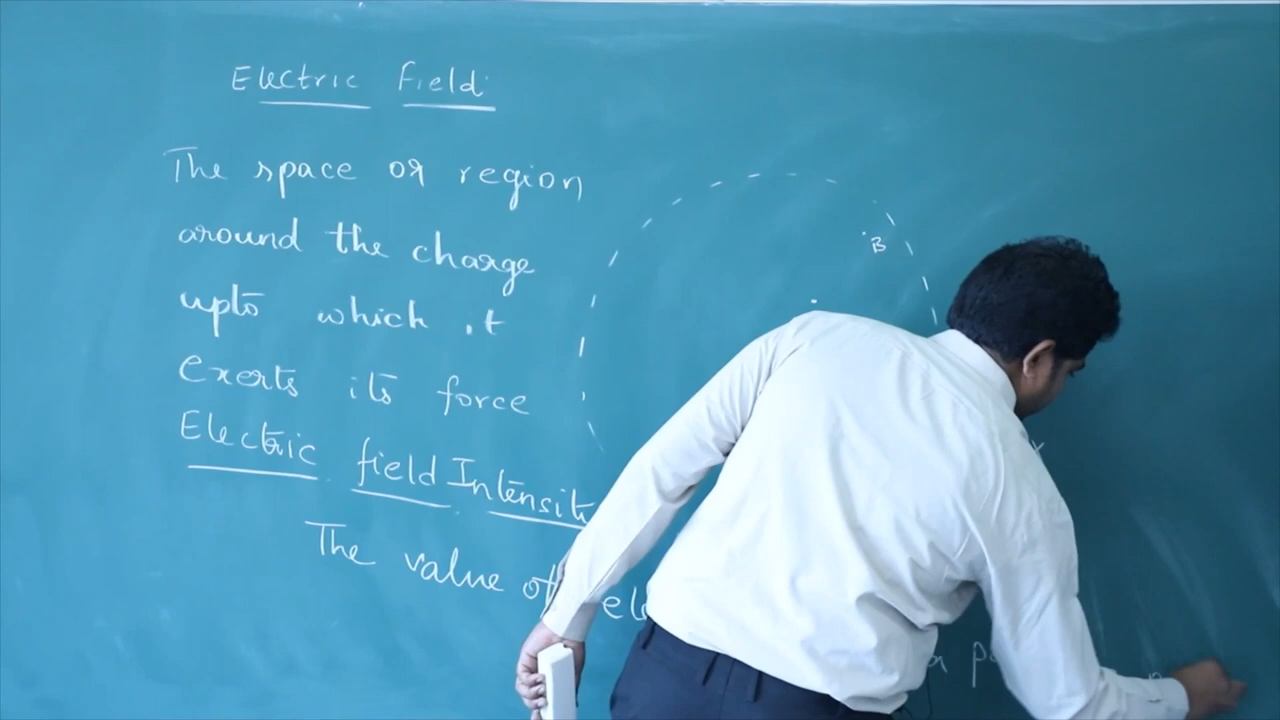 Electric Field
The space or region
around the charge
upto which it
exerts its force
Electric field
The value of
B
a